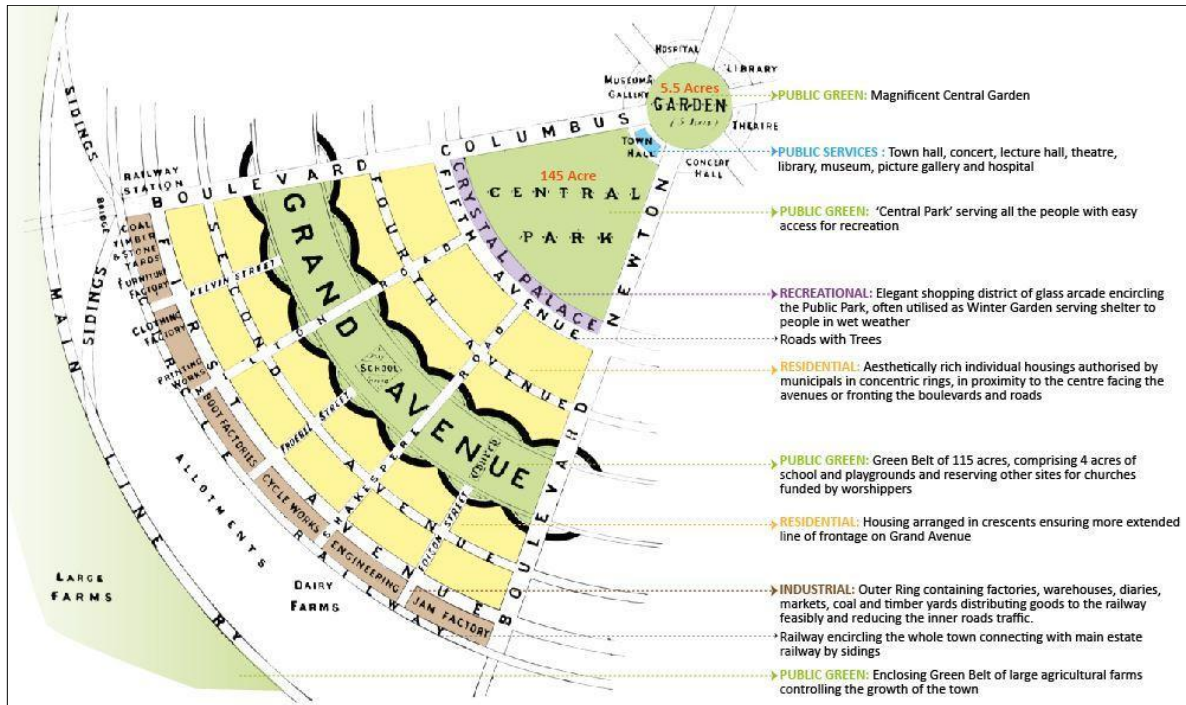 HOSPITAL
LIBRARY
MUSEUM &
GALLERY
5.5 Acres
GARDEN
(5 Acres)
THEATRE
TOWN
HALL
CONCERT
HALL
BOULEVARD COLUMBUS
145 Acre
CENTRAL
PARK
CRYSTAL PALACE
FIFTH AVENUE
FOURTH AVENUE
GRAND AVENUE
SCHOOL
Church
SECOND AVENUE
FIRST AVENUE
BOULEVARD NEWTON
KELVIN STREET
ROAD
FROEBEL STREET
SHAKESPEARE ROAD
EDISON STREET
SIDINGS
RAILWAY
STATION
BRIDGE
SIDINGS
COAL
TIMBER
& STONE
YARDS
FURNITURE
FACTORY
CLOTHING
FACTORY
PRINTING
WORKS
BOOT FACTORIES
CYCLE WORKS
ENGINEERING
JAM FACTORY
CIRCLE RAILWAY
ALLOTMENTS
DAIRY
FARMS
LARGE
FARMS
MAIN LINE RY
PUBLIC GREEN: Magnificent Central Garden
PUBLIC SERVICES : Town hall, concert, lecture hall, theatre,
library, museum, picture gallery and hospital
PUBLIC GREEN: ‘Central Park’ serving all the people with easy
access for recreation
RECREATIONAL: Elegant shopping district of glass arcade encircling
the Public Park, often utilised as Winter Garden serving shelter to
people in wet weather
Roads with Trees
RESIDENTIAL: Aesthetically rich individual housings authorised by
municipals in concentric rings, in proximity to the centre facing the
avenues or fronting the boulevards and roads
PUBLIC GREEN: Green Belt of 115 acres, comprising 4 acres of
school and playgrounds and reserving other sites for churches
funded by worshippers
RESIDENTIAL: Housing arranged in crescents ensuring more extended
line of frontage on Grand Avenue
INDUSTRIAL: Outer Ring containing factories, warehouses, diaries,
markets, coal and timber yards distributing goods to the railway
feasibly and reducing the inner roads traffic.
Railway encircling the whole town connecting with main estate
railway by sidings
PUBLIC GREEN: Enclosing Green Belt of large agricultural farms
controlling the growth of the town